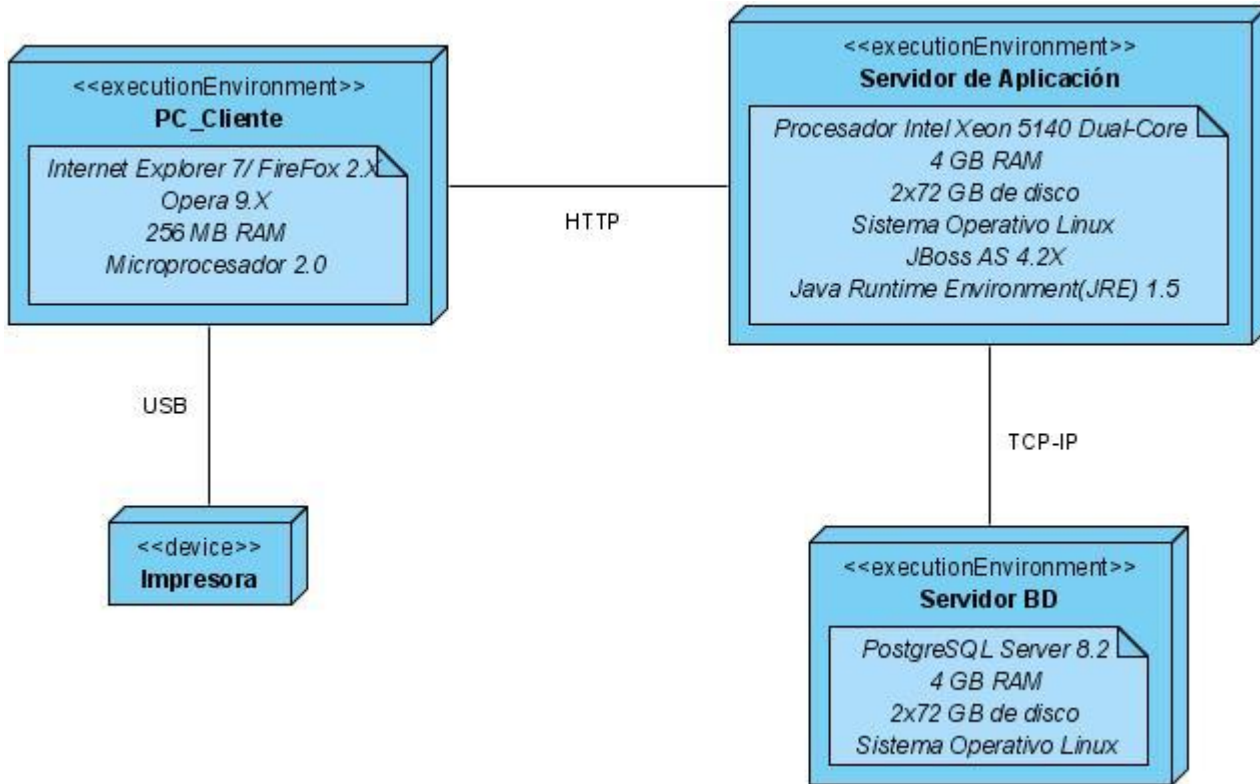 <<executionEnvironment>>
PC_Cliente
Internet Explorer 7/ FireFox 2.X
Opera 9.X
256 MB RAM
Microprocesador 2.0
HTTP
<<executionEnvironment>>
Servidor de Aplicación
Procesador Intel Xeon 5140 Dual-Core
4 GB RAM
2x72 GB de disco
Sistema Operativo Linux
JBoss AS 4.2X
Java Runtime Environment(JRE) 1.5
USB
TCP-IP
<<device>>
Impresora
<<executionEnvironment>>
Servidor BD
PostgreSQL Server 8.2
4 GB RAM
2x72 GB de disco
Sistema Operativo Linux